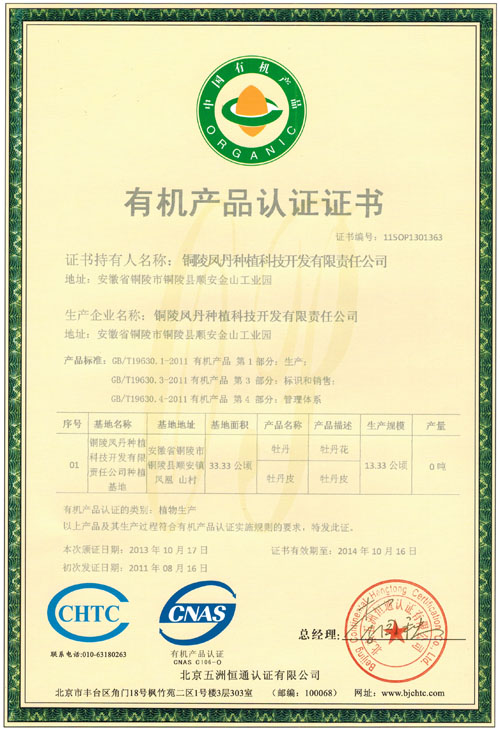 中国有机产品
ORGANIC
有机产品认证证书
证书编号：115OP1301363
证书持有人名称：铜陵凤丹种植科技开发有限责任公司
地址：安徽省铜陵市铜陵县顺安金山工业园
生产企业名称：铜陵凤丹种植科技开发有限责任公司
地址：安徽省铜陵市铜陵县顺安金山工业园
产品标准：GB/T19630.1-2011 有机产品 第 1 部分：生产；
GB/T19630.3-2011 有机产品 第 3 部分：标识和销售；
GB/T19630.4-2011 有机产品 第 4 部分：管理体系
序号 基地名称 基地地址 基地面积 产品名称 产品描述 生产规模 产量
01 铜陵凤丹种植科技开发有限责任公司种植基地 安徽省铜陵市铜陵县顺安镇凤凰 山村 33.33 公顷 牡丹 牡丹花 13.33 公顷 0 吨
牡丹皮 牡丹皮
有机产品认证的类别：植物生产
以上产品及其生产过程符合有机产品认证实施规则的要求，特发此证。
本次颁证日期：2013 年 10 月 17 日 证书有效期至：2014 年 10 月 16 日
初次发证日期：2011 年 08 月 16 日
CHTC
CNAS
联系电话:010-63180263
有机产品认证
CNAS C106-O
总经理:
Beijing Continental Hengtong Certification Co.,Ltd.
北京五洲恒通认证有限公司
北京五洲恒通认证有限公司
北京市丰台区角门18号枫竹苑二区1号楼3层303室 （邮编：100068） 网址：www.bjchtc.com